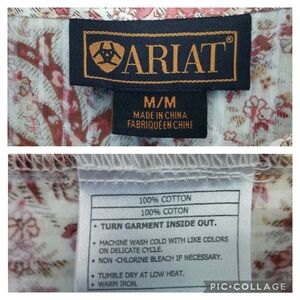 ARIAT
M/M
MADE IN CHINA
FABRIQUÉ EN CHINE
100% COTTON
100% COTON
• TURN GARMENT INSIDE OUT.
• MACHINE WASH COLD WITH LIKE COLORS
ON DELICATE CYCLE.
NON -CHLORINE BLEACH IF NECESSARY.
• TUMBLE DRY AT LOW HEAT.
• WARM IRON.
PIC•COLLAGE